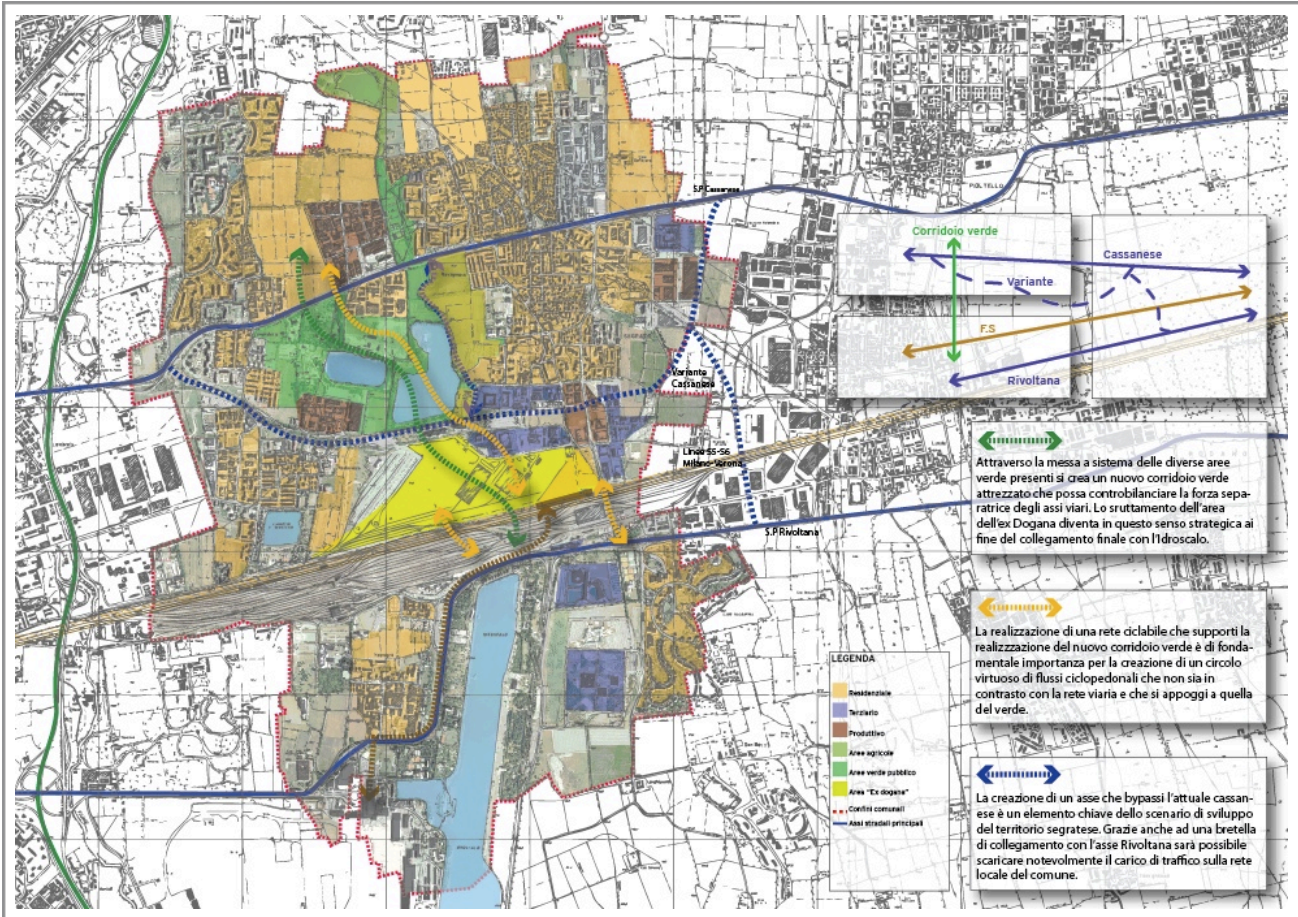 S.P Cassanese
PIOLTELLO
Corridoio verde
Cassanese
Variante
F.S
Rivoltana
Variante
Cassanese
Linee S5-S6
Milano-Verona
S.P Rivoltana
Attraverso la messa a sistema delle diverse aree
verde presenti si crea un nuovo corridoio verde
attrezzato che possa controbilanciare la forza sepa-
ratrice degli assi viari. Lo sruttamento dell'area
dell'ex Dogana diventa in questo senso strategica ai
fine del collegamento finale con l'Idroscalo.
La realizzazione di una rete ciclabile che supporti la
realizzzazione del nuovo corridoio verde è di fonda-
mentale importanza per la creazione di un circolo
virtuoso di flussi ciclopedonali che non sia in
contrasto con la rete viaria e che si appoggi a quella
del verde.
La creazione di un asse che bypassi l'attuale cassan-
ese è un elemento chiave dello scenario di sviluppo
del territorio segratese. Grazie anche ad una bretella
di collegamento con l'asse Rivoltana sarà possibile
scaricare notevolmente il carico di traffico sulla rete
locale del comune.
LEGENDA
Residenziale
Terziario
Produttivo
Aree agricole
Aree verde pubblico
Area "Ex dogana"
Confini comunali
Assi stradali principali